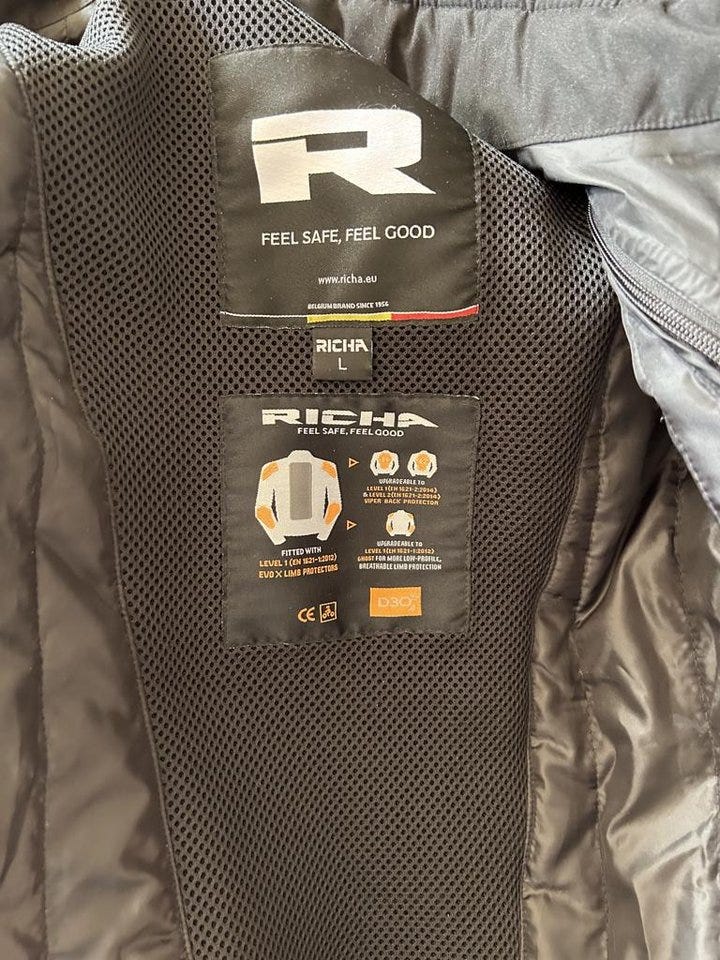 R
FEEL SAFE, FEEL GOOD
www.richa.eu
BELGIUM BRAND SINCE 1956
RICHA
L
RICHA
FEEL SAFE, FEEL GOOD
FITTED WITH
LEVEL 1 (EN 1621-1:2012)
EVO X LIMB PROTECTORS
UPGRADEABLE TO
LEVEL 1 (EN 1621-2:2014)
& LEVEL 2 (EN 1621-2:2014)
VIPER BACK PROTECTOR
UPGRADEABLE TO
LEVEL 1 (EN 1621-1:2012)
GHOST FOR MORE LOW-PROFILE,
BREATHABLE LIMB PROTECTION
CE
D3O